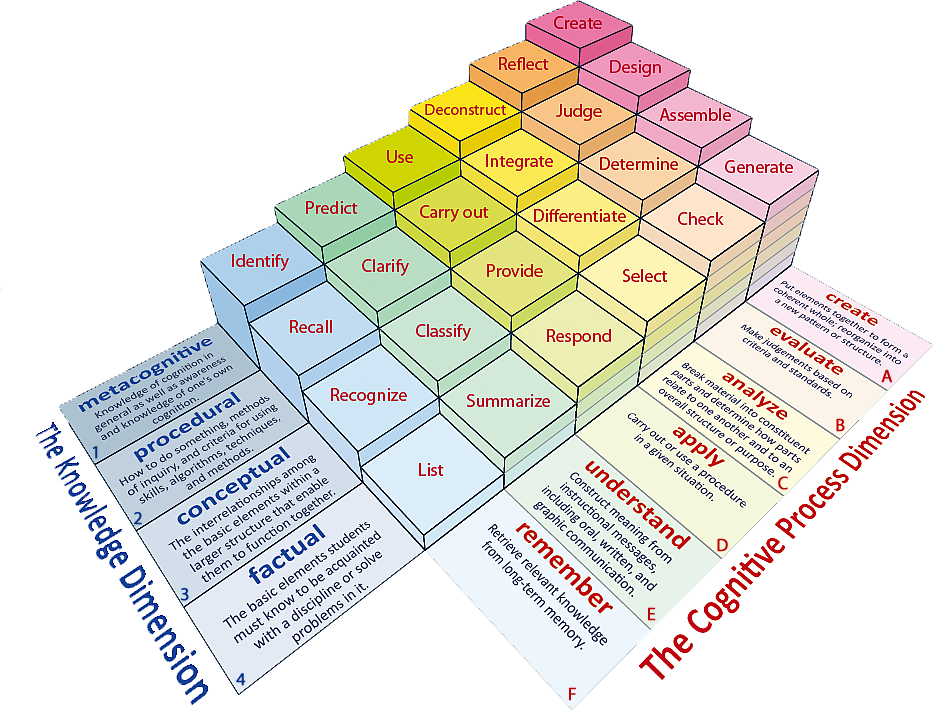 Create
Reflect
Design
Deconstruct
Judge
Assemble
Use
Integrate
Determine
Generate
Predict
Carry out
Differentiate
Check
Identify
Clarify
Provide
Select
Recall
Classify
Respond
Recognize
Summarize
List
metacognitive
Knowledge of cognition in
general as well as awareness
and knowledge of one's own
cognition.
1
procedural
How to do something, methods
of inquiry, and criteria for using
skills, algorithms, techniques,
and methods.
2
conceptual
The interrelationships among
the basic elements within a
larger structure that enable
them to function together.
3
factual
The basic elements students
must know to be acquiainted
with a discipline or solve
problems in it.
4
The Knowledge Dimension
create
Put elements together to form a
coherent whole; reorganize into
a new pattern or structure.
A
evaluate
Make judgements based on
criteria and standards.
B
analyze
Break material into constituent
parts and determine how parts
relate to one another and to an
overall structure or purpose.
C
apply
Carry out or use a procedure
in a given situation.
D
understand
Construct meaning from
instructional messages,
including oral, written, and
graphic communication.
E
remember
Retrieve relevant knowledge
from long-term memory.
F
The Cognitive Process Dimension